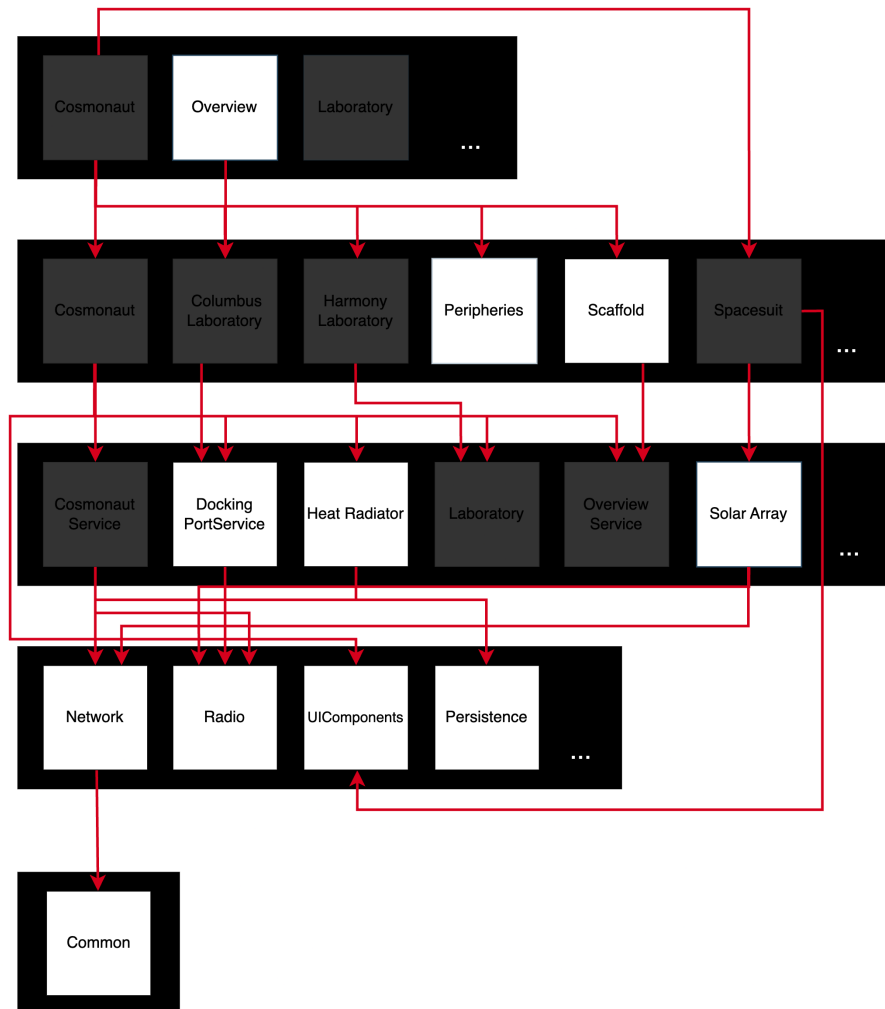 Cosmonaut
Overview
Laboratory
...
Cosmonaut
Columbus
Laboratory
Harmony
Laboratory
Peripheries
Scaffold
Spacesuit
...
Cosmonaut
Service
Docking
PortService
Heat Radiator
Laboratory
Overview
Service
Solar Array
...
Network
Radio
UIComponents
Persistence
...
Common